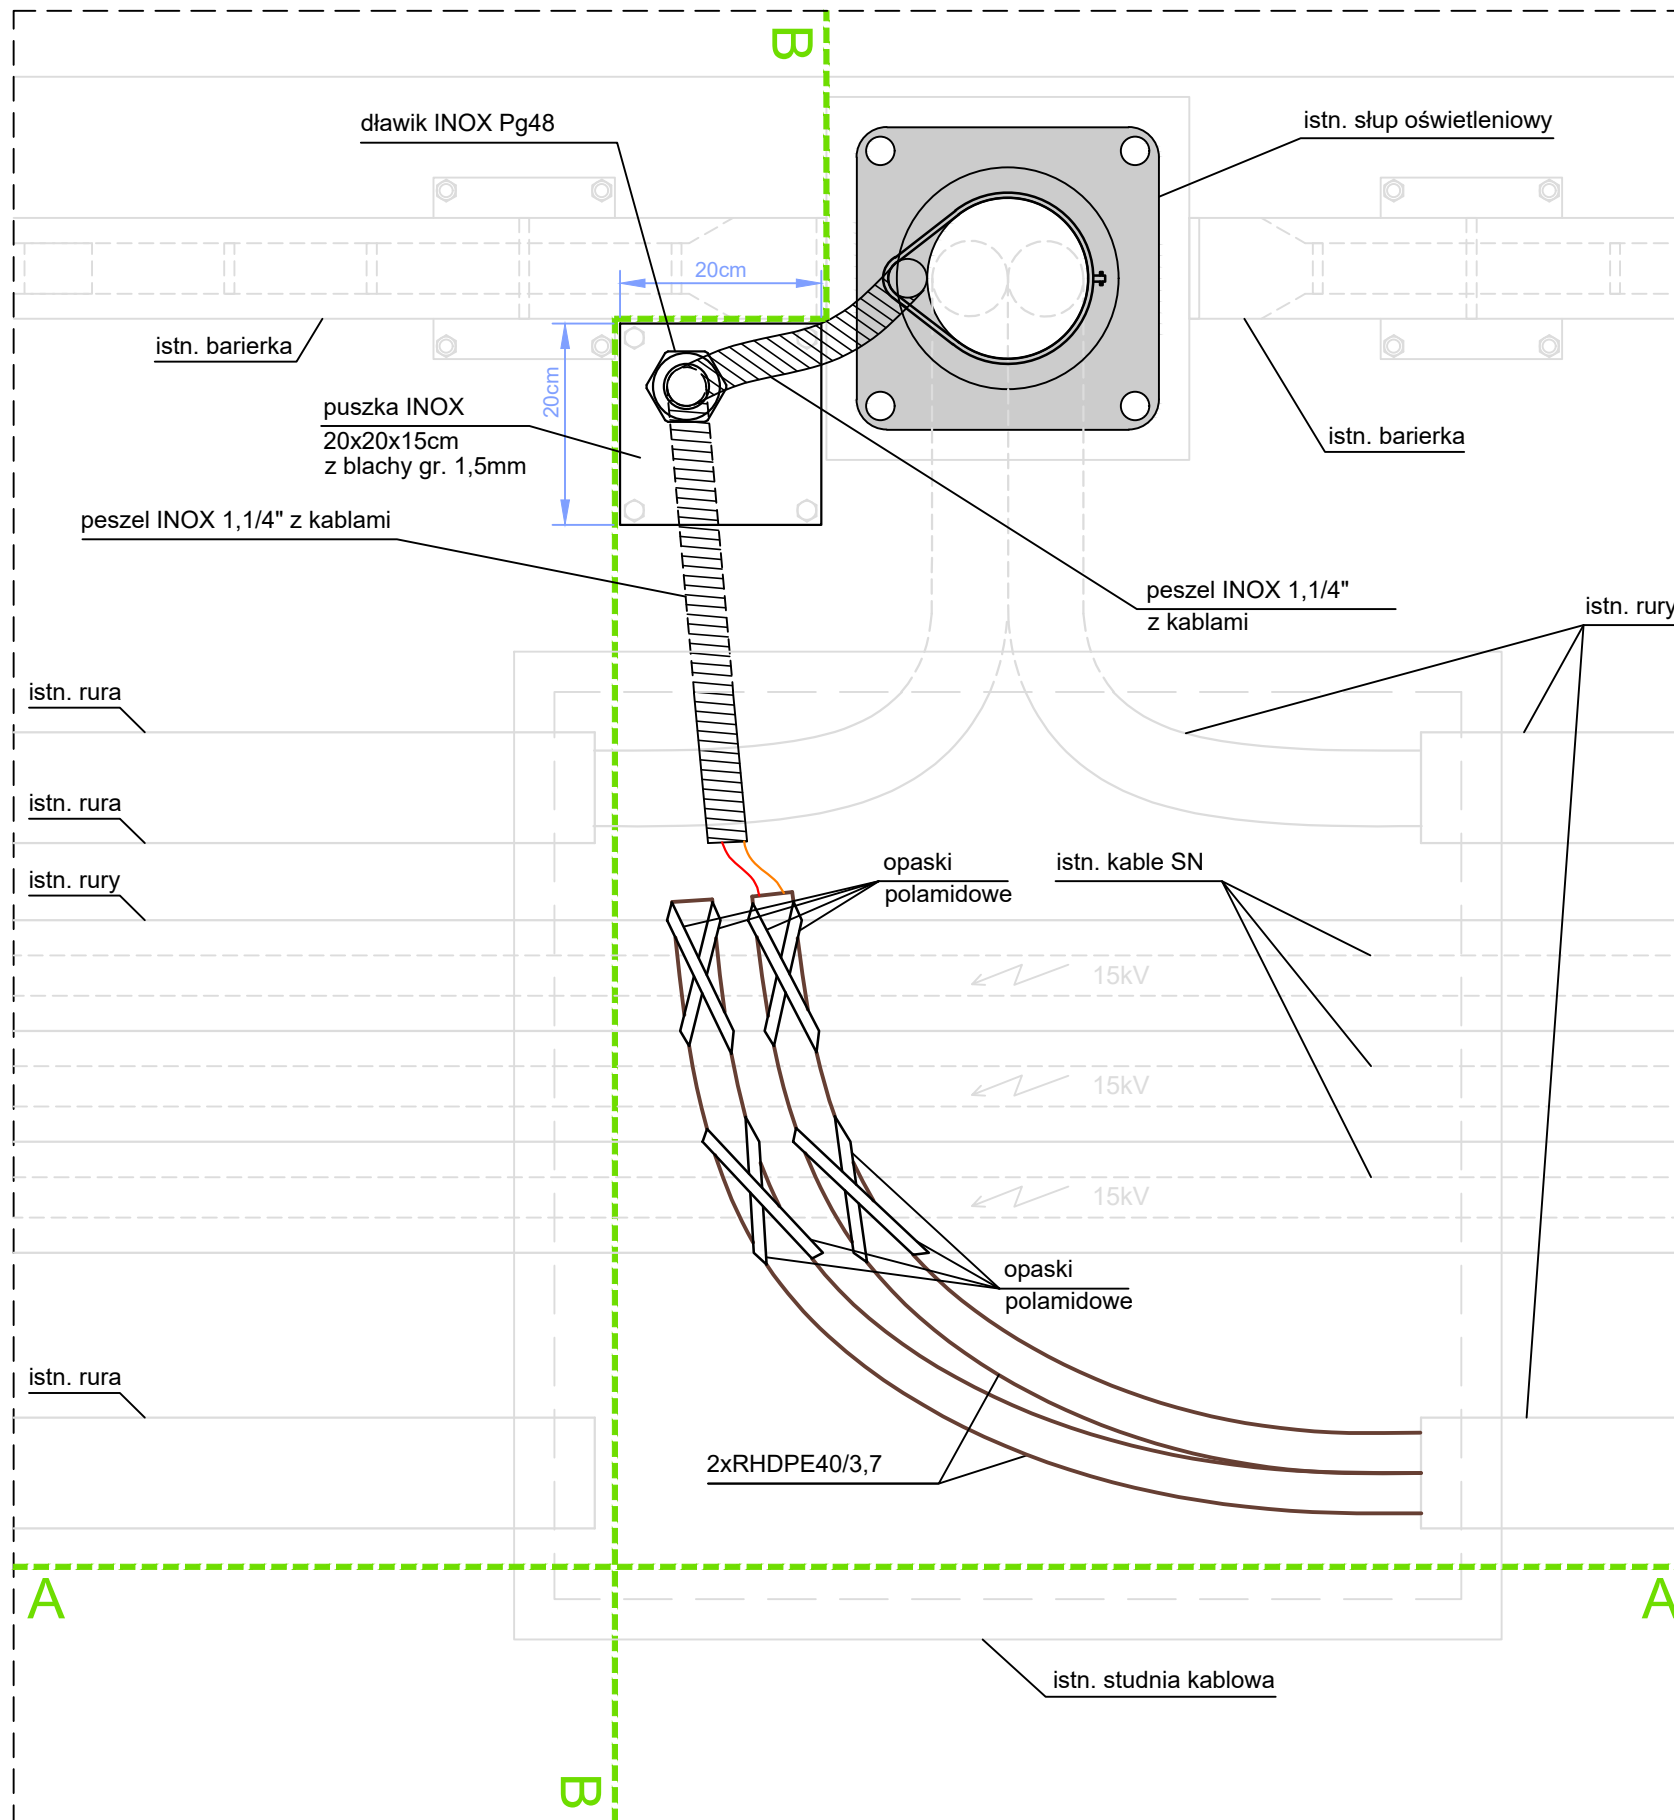 B
dławik INOX Pg48
istn. słup oświetleniowy
20cm
istn. barierka
20cm
puszka INOX
20x20x15cm
z blachy gr. 1,5mm
istn. barierka
peszel INOX 1,1/4" z kablami
peszel INOX 1,1/4"
z kablami
istn. rury
istn. rura
istn. rura
istn. rury
opaski
polamidowe
istn. kable SN
15kV
15kV
15kV
opaski
polamidowe
istn. rura
2xRHDPE40/3,7
A
A
istn. studnia kablowa
B